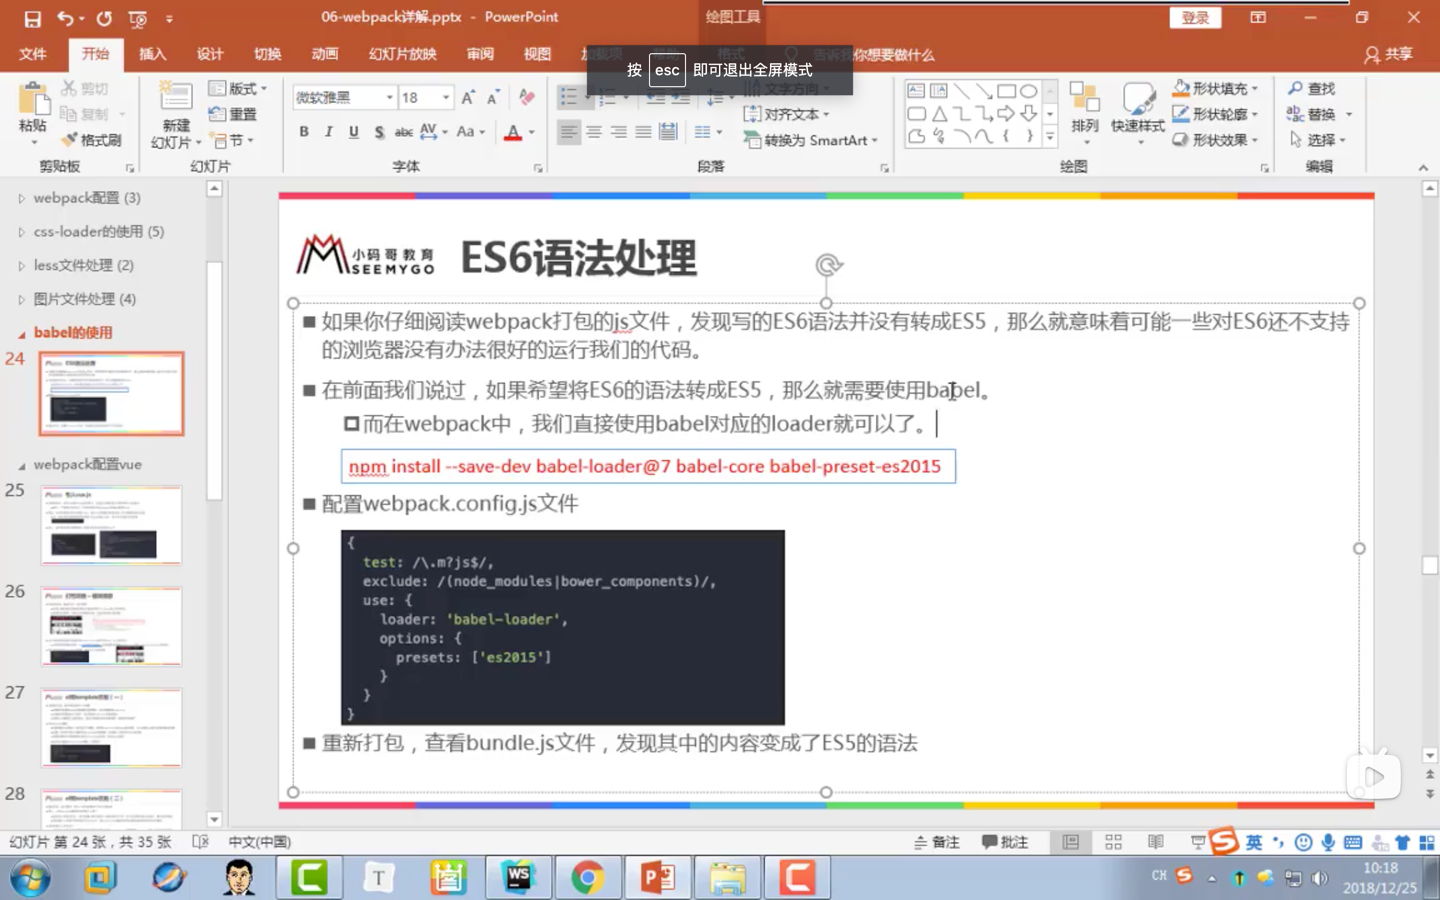 06-webpack详解.pptx - PowerPoint
绘图工具
登录
文件 开始 插入 设计 切换 动画 幻灯片放映 审阅 视图 加载项 格式 告诉我你想要做什么 共享
按 esc 即可退出全屏模式
粘贴 剪切 复制 格式刷
剪贴板
新建幻灯片 版式 重置 节
幻灯片
微软雅黑 18
B I U S abc AV Aa A
字体
文字方向
对齐文本
转换为 SmartArt
段落
排列 快速样式
形状填充
形状轮廓
形状效果
绘图
查找
替换
选择
编辑
webpack配置 (3)
css-loader的使用 (5)
less文件处理 (2)
图片文件处理 (4)
babel的使用
24
webpack配置vue
25
26
27
28
小码哥教育
SEEMYGO
ES6语法处理
如果你仔细阅读webpack打包的js文件，发现写的ES6语法并没有转成ES5，那么就意味着可能一些对ES6还不支持
的浏览器没有办法很好的运行我们的代码。
在前面我们说过，如果希望将ES6的语法转成ES5，那么就需要使用babel。
而在webpack中，我们直接使用babel对应的loader就可以了。
npm install --save-dev babel-loader@7 babel-core babel-preset-es2015
配置webpack.config.js文件
{
test: /\.m?js$/,
exclude: /(node_modules|bower_components)/,
use: {
loader: 'babel-loader',
options: {
presets: ['es2015']
}
}
}
重新打包，查看bundle.js文件，发现其中的内容变成了ES5的语法
幻灯片 第 24 张，共 35 张 中文(中国)
备注 批注
英
WS
CH
10:18
2018/12/25